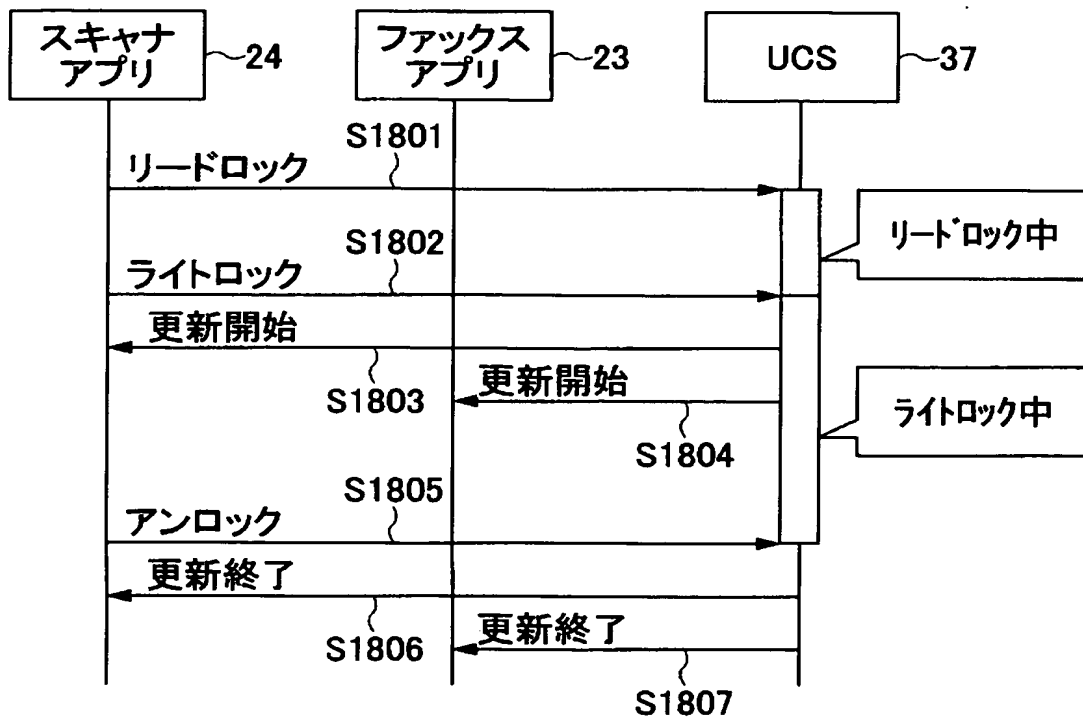 スキャナ
アプリ
24
ファックス
アプリ
23
UCS
37
S1801
リードロック
リードロック中
S1802
ライトロック
更新開始
S1803
更新開始
S1804
ライトロック中
S1805
アンロック
更新終了
S1806
更新終了
S1807